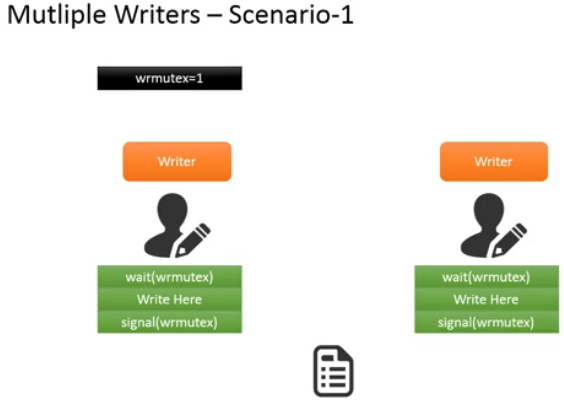 Mutliple Writers – Scenario-1
wrmutex=1
Writer
Writer
wait(wrmutex)
Write Here
signal(wrmutex)
wait(wrmutex)
Write Here
signal(wrmutex)